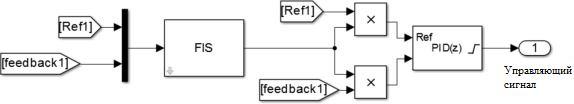 [Ref1]
[feedback1]
FIS
[Ref1]
×
[feedback1]
×
Ref
PID(z)
1
Управляющий
сигнал